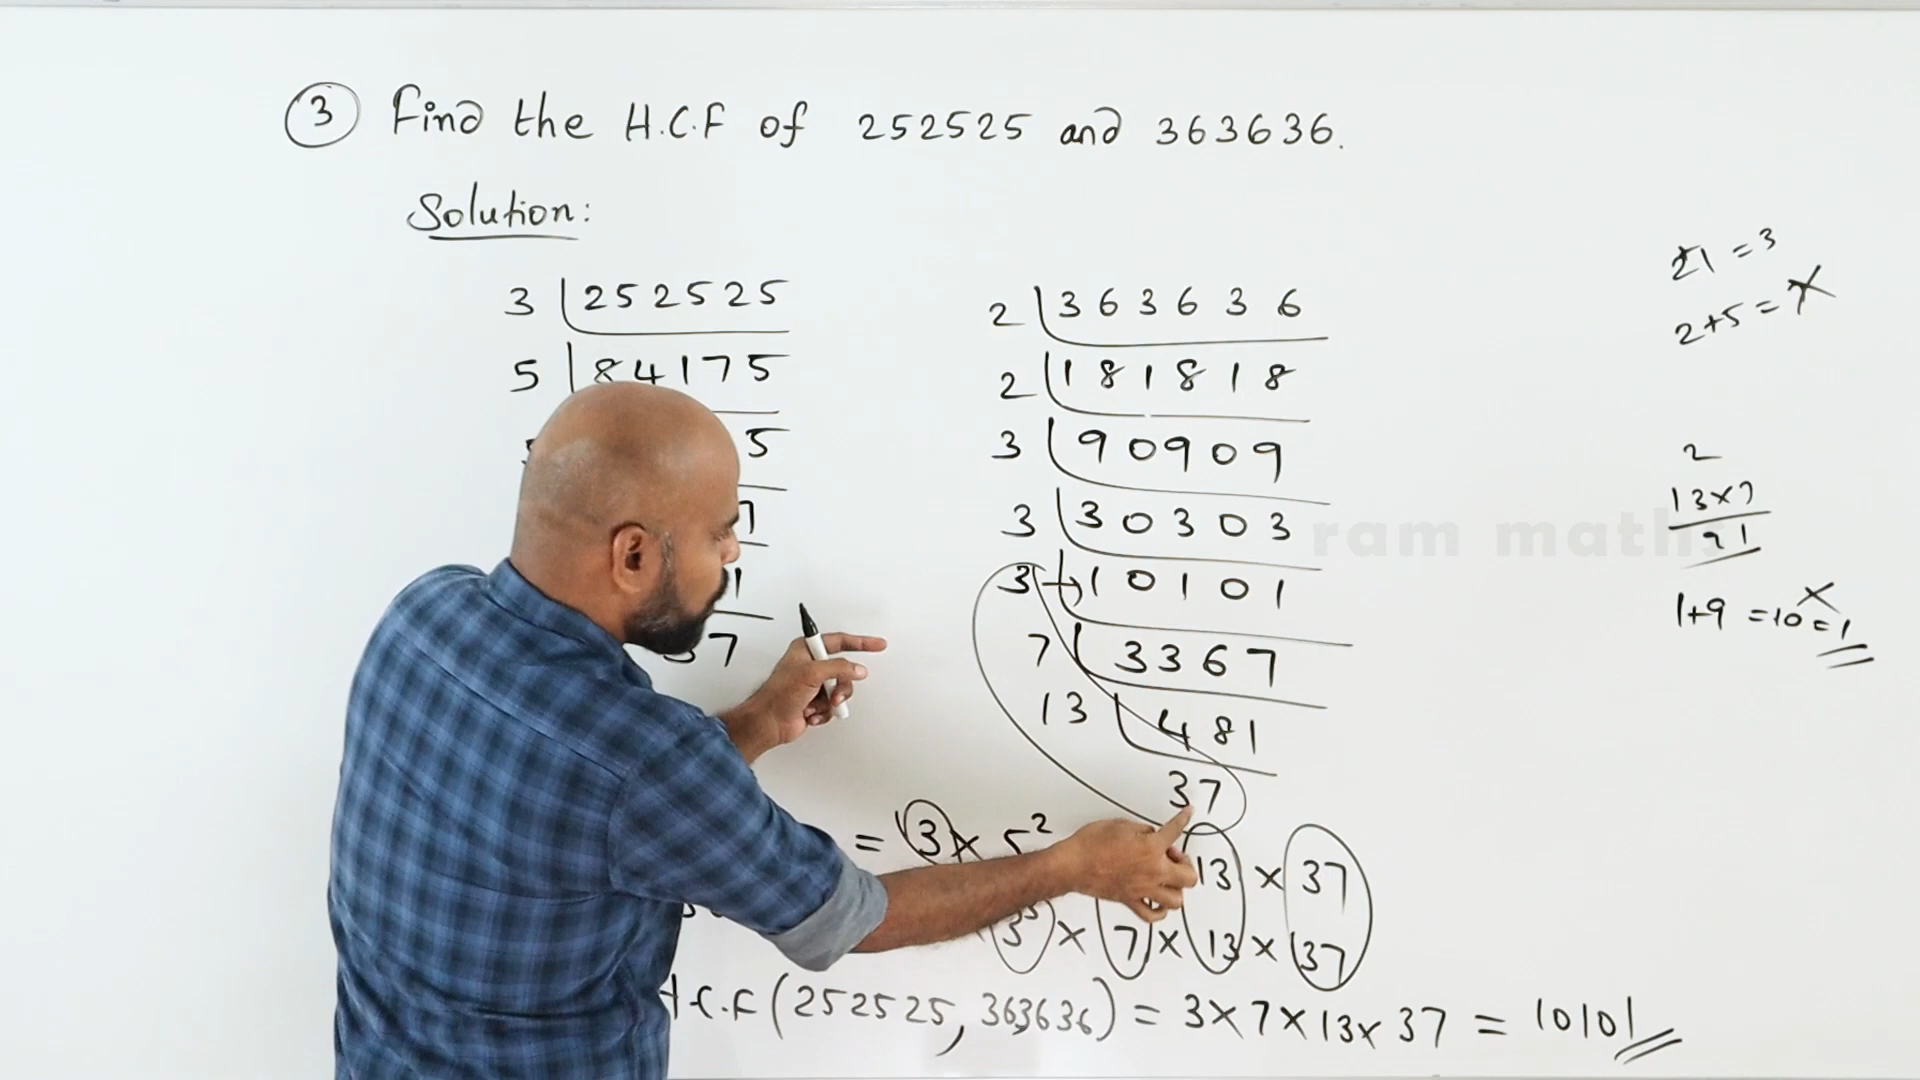 3 Find the H.C.F of 252525 and 363636.
Solution:
3 252525
5 84175
5
7
1
37
2 363636
2 181818
3 90909
3 30303
3 10101
7 3367
13 481
37
= 3 × 5² 13 × 37
3³ × 7 × 13 × 37
H.C.F (252525, 363636) = 3×7×13×37 = 10101
21 = 3
2+5 = 7
2
13×7
91
1+9 = 10 = 1
ram maths